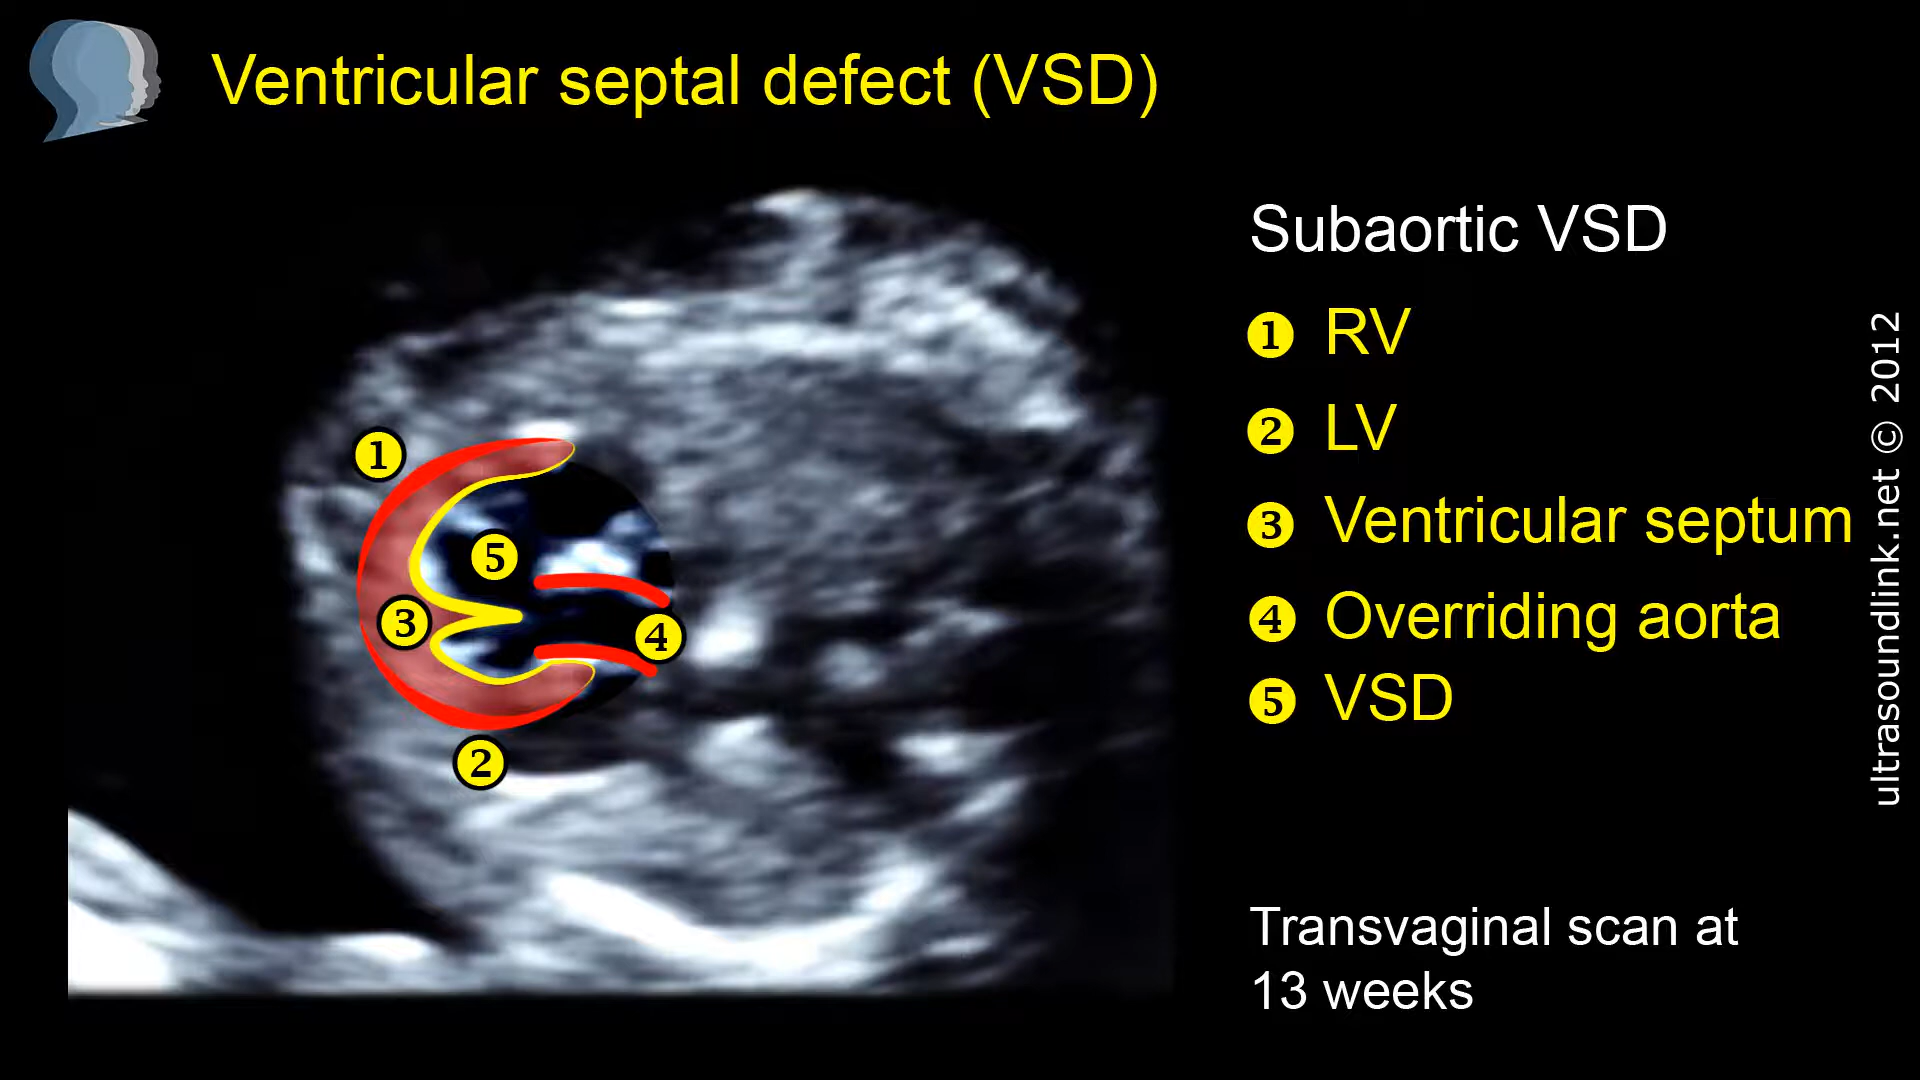 Ventricular septal defect (VSD)
Subaortic VSD
1 RV
2 LV
3 Ventricular septum
4 Overriding aorta
5 VSD
1
5
3
4
2
Transvaginal scan at
13 weeks
ultrasoundlink.net © 2012